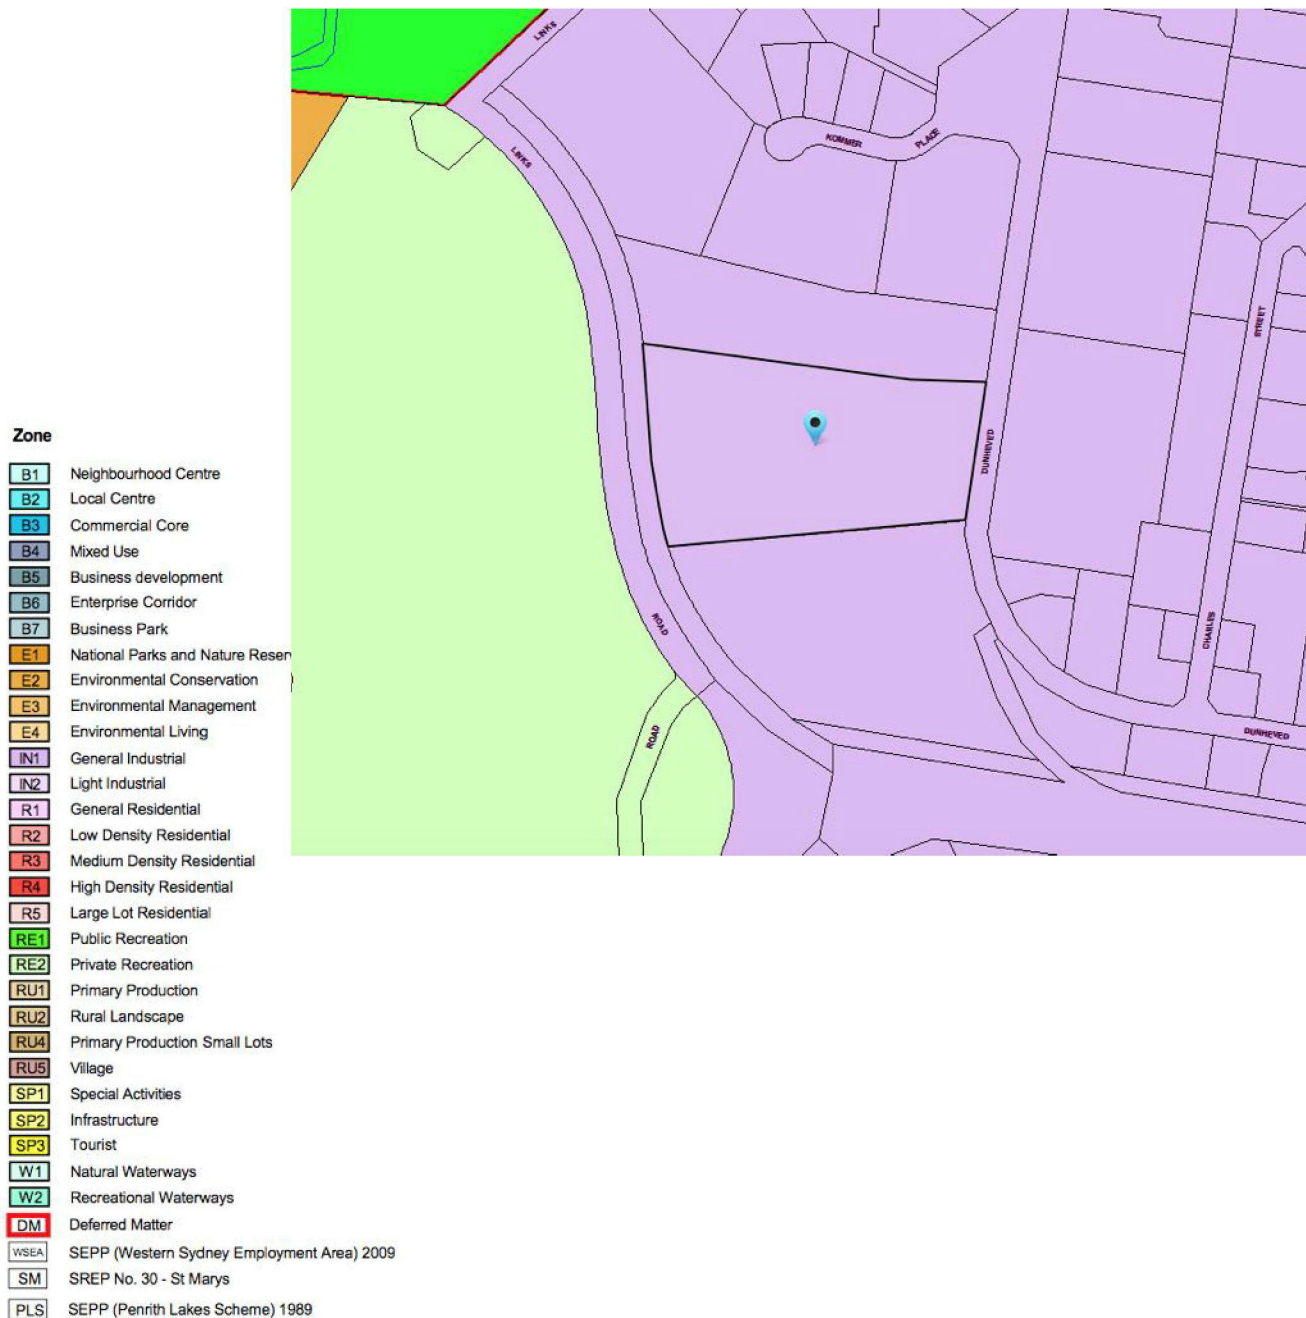 LINKS
LINKS
KOMMER
PLACE
STREET
DUNHEVED
CHARLES
ROAD
ROAD
DUNHEVED
Zone
B1 Neighbourhood Centre
B2 Local Centre
B3 Commercial Core
B4 Mixed Use
B5 Business development
B6 Enterprise Corridor
B7 Business Park
E1 National Parks and Nature Reser
E2 Environmental Conservation
E3 Environmental Management
E4 Environmental Living
IN1 General Industrial
IN2 Light Industrial
R1 General Residential
R2 Low Density Residential
R3 Medium Density Residential
R4 High Density Residential
R5 Large Lot Residential
RE1 Public Recreation
RE2 Private Recreation
RU1 Primary Production
RU2 Rural Landscape
RU4 Primary Production Small Lots
RU5 Village
SP1 Special Activities
SP2 Infrastructure
SP3 Tourist
W1 Natural Waterways
W2 Recreational Waterways
DM Deferred Matter
WSEA SEPP (Western Sydney Employment Area) 2009
SM SREP No. 30 - St Marys
PLS SEPP (Penrith Lakes Scheme) 1989